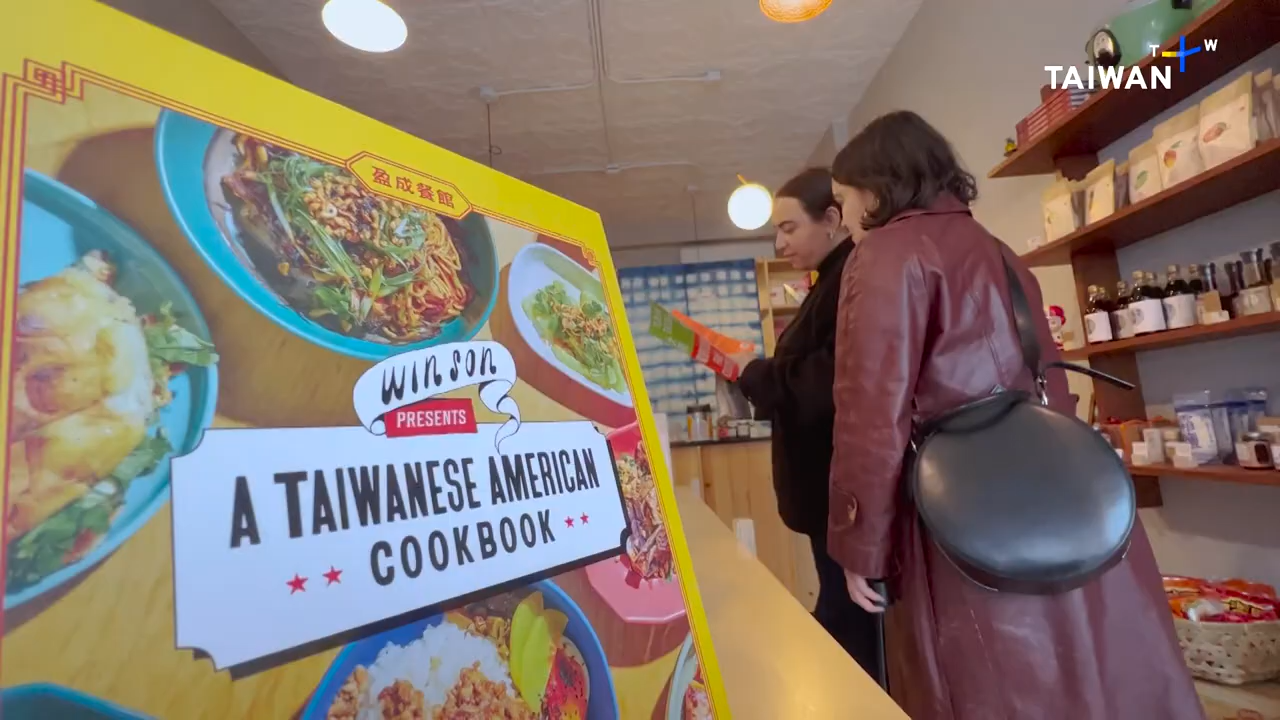 T W
TAIWAN
盈成餐館
WIN SON
PRESENTS
A TAIWANESE AMERICAN
COOKBOOK